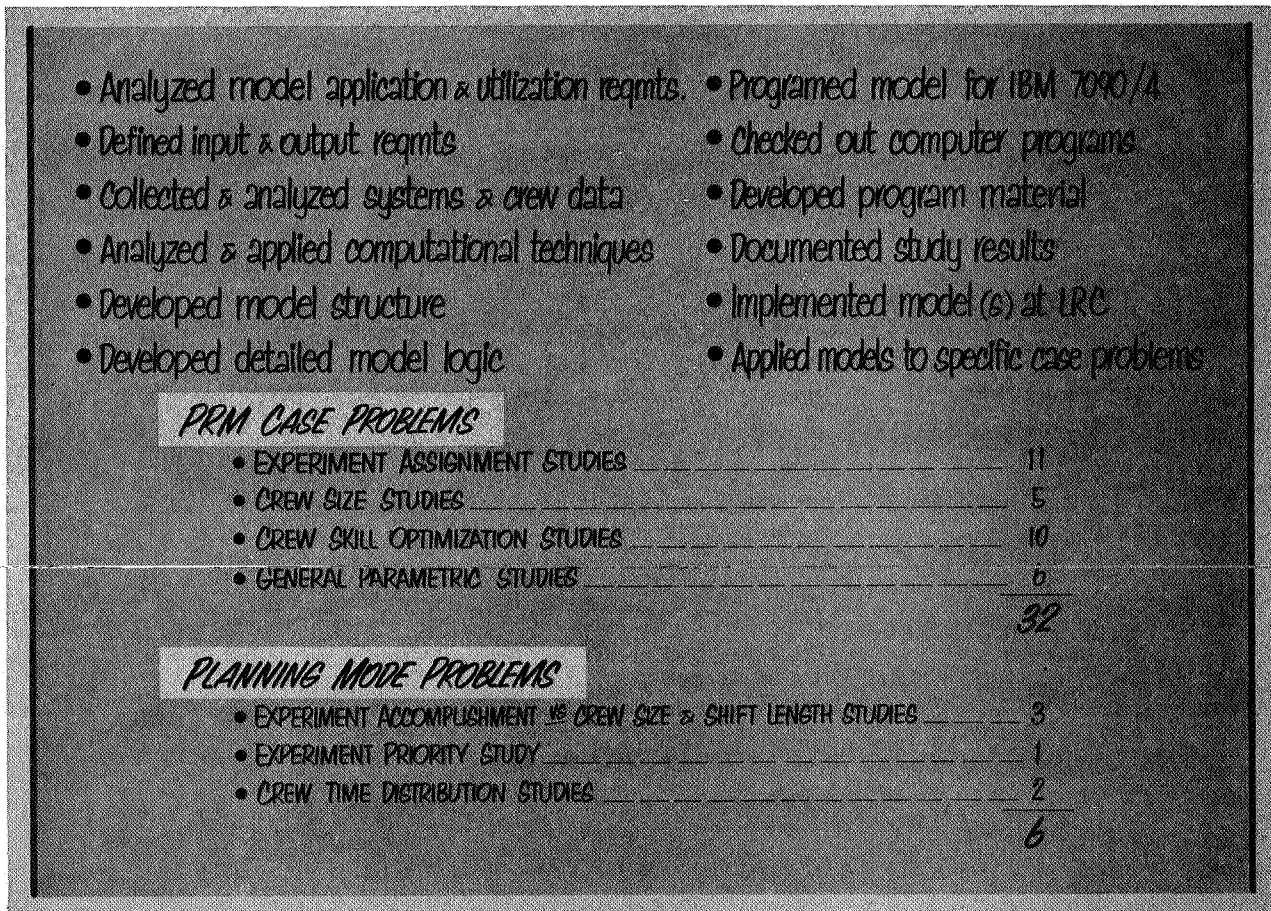 • Analyzed model application & utilization reqmts.
• Defined input & output reqmts
• Collected & analyzed systems & crew data
• Analyzed & applied computational techniques
• Developed model structure
• Developed detailed model logic
• Programed model for IBM 7090/4
• Checked out computer programs
• Developed program material
• Documented study results
• Implemented model(s) at LRC
• Applied models to specific case problems
PRM CASE PROBLEMS
• EXPERIMENT ASSIGNMENT STUDIES 11
• CREW SIZE STUDIES 5
• CREW SKILL OPTIMIZATION STUDIES 10
• GENERAL PARAMETRIC STUDIES 6
32
PLANNING MODE PROBLEMS
• EXPERIMENT ACCOMPLISHMENT VS CREW SIZE & SHIFT LENGTH STUDIES 3
• EXPERIMENT PRIORITY STUDY 1
• CREW TIME DISTRIBUTION STUDIES 2
6